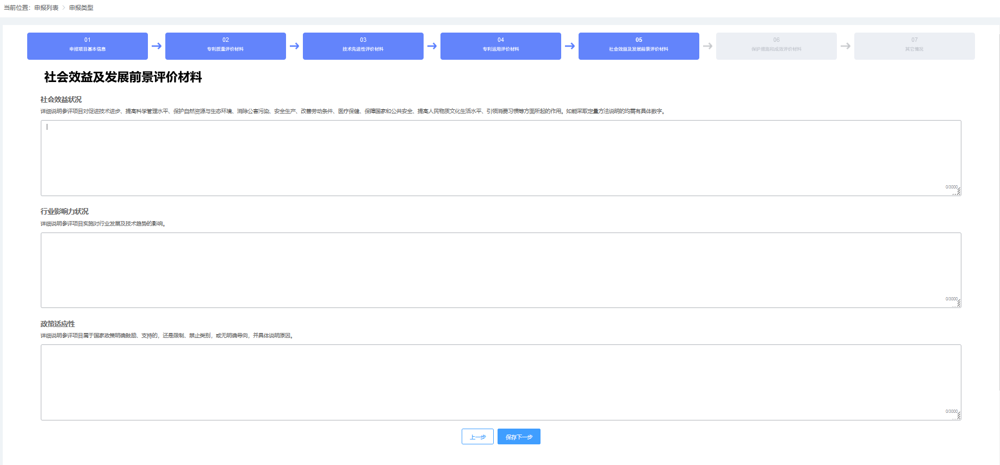 当前位置： 申报列表 > 申报类型
01
申报项目基本信息
02
专利质量评价材料
03
技术先进性评价材料
04
专利运用评价材料
05
社会效益及发展前景评价材料
06
保护措施和成效评价材料
07
其它情况
社会效益及发展前景评价材料
社会效益状况
详细说明参评项目对促进技术进步、提高科学管理水平、保护自然资源与生态环境、消除公害污染、安全生产、改善劳动条件、医疗保健、保障国家和公共安全、提高人民物质文化生活水平、引领消费习惯等方面所起的作用。如能采取定量方法说明的均需有具体数字。
0/3000
行业影响力状况
详细说明参评项目实施对行业发展及技术趋势的影响。
0/3000
政策适应性
详细说明参评项目属于国家政策明确鼓励、支持的，还是限制、禁止类别，或无明确导向，并具体说明原因。
0/3000
上一步
保存下一步